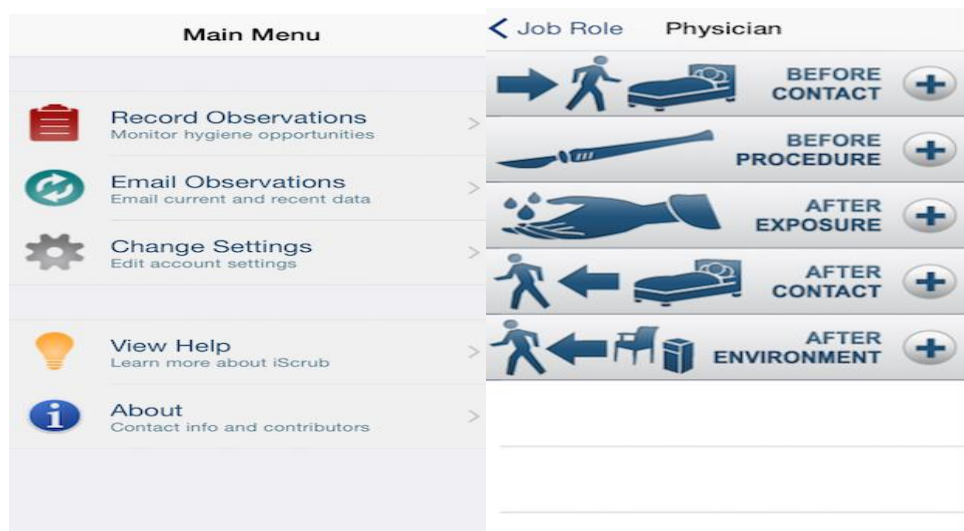 Main Menu
Record Observations
Monitor hygiene opportunities
Email Observations
Email current and recent data
Change Settings
Edit account settings
View Help
Learn more about iScrub
About
Contact info and contributors
Job Role
Physician
BEFORE
CONTACT
BEFORE
PROCEDURE
AFTER
EXPOSURE
AFTER
CONTACT
AFTER
ENVIRONMENT